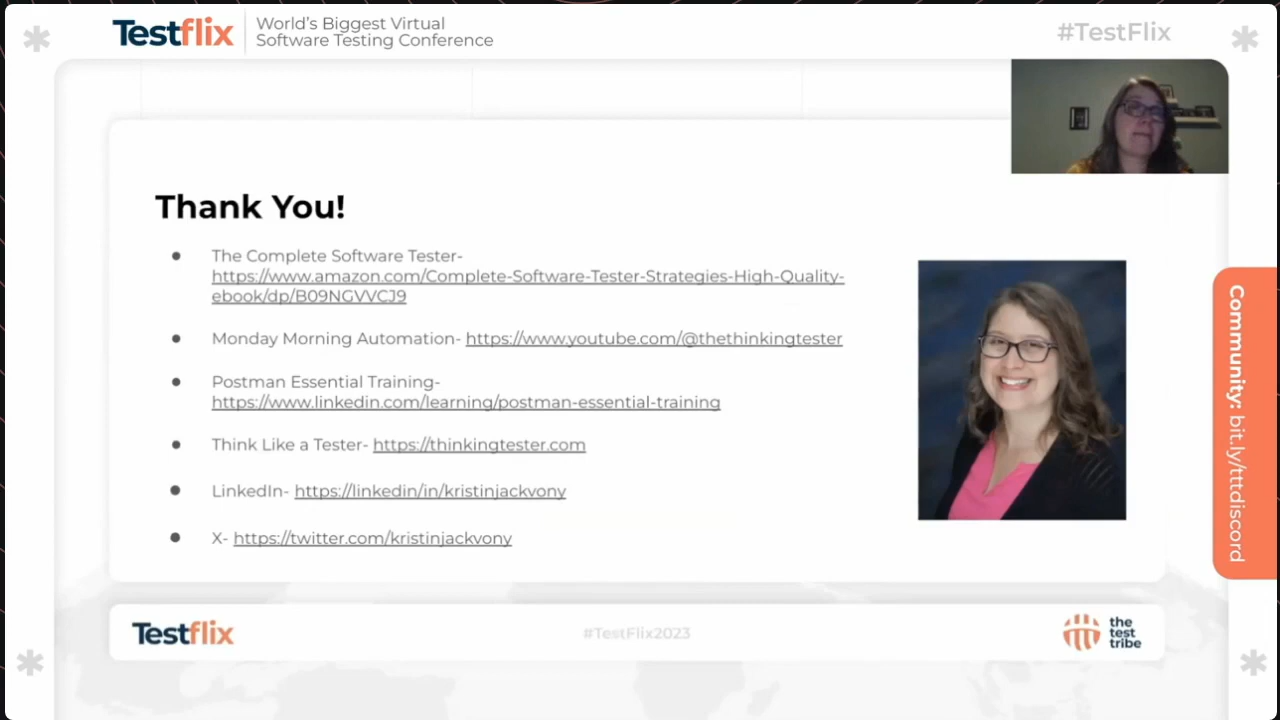 Testflix
World's Biggest Virtual
Software Testing Conference
#TestFlix
Thank You!
The Complete Software Tester-
https://www.amazon.com/Complete-Software-Tester-Strategies-High-Quality-
ebook/dp/B09NGVVCJ9
Monday Morning Automation- https://www.youtube.com/@thethinkingtester
Postman Essential Training-
https://www.linkedin.com/learning/postman-essential-training
Think Like a Tester- https://thinkingtester.com
LinkedIn- https://linkedin/in/kristinjackvony
X- https://twitter.com/kristinjackvony
Community: bit.ly/tttdiscord
Testflix
#TestFlix2023
the
test
tribe